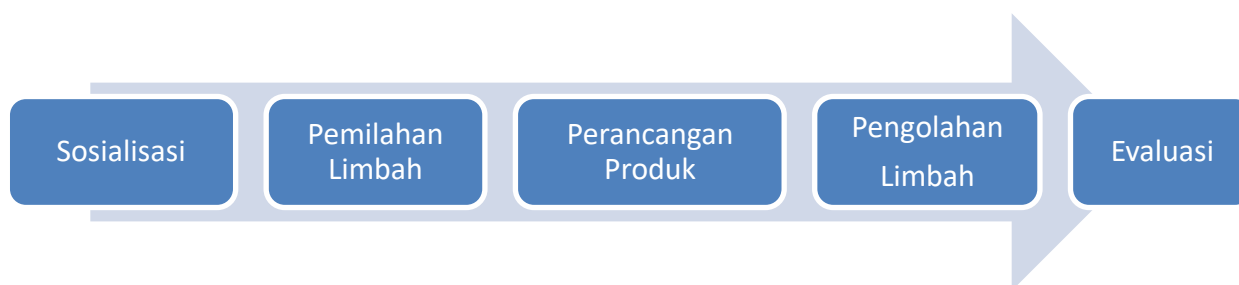 Sosialisasi
Pemilahan
Limbah
Perancangan
Produk
Pengolahan
Limbah
Evaluasi